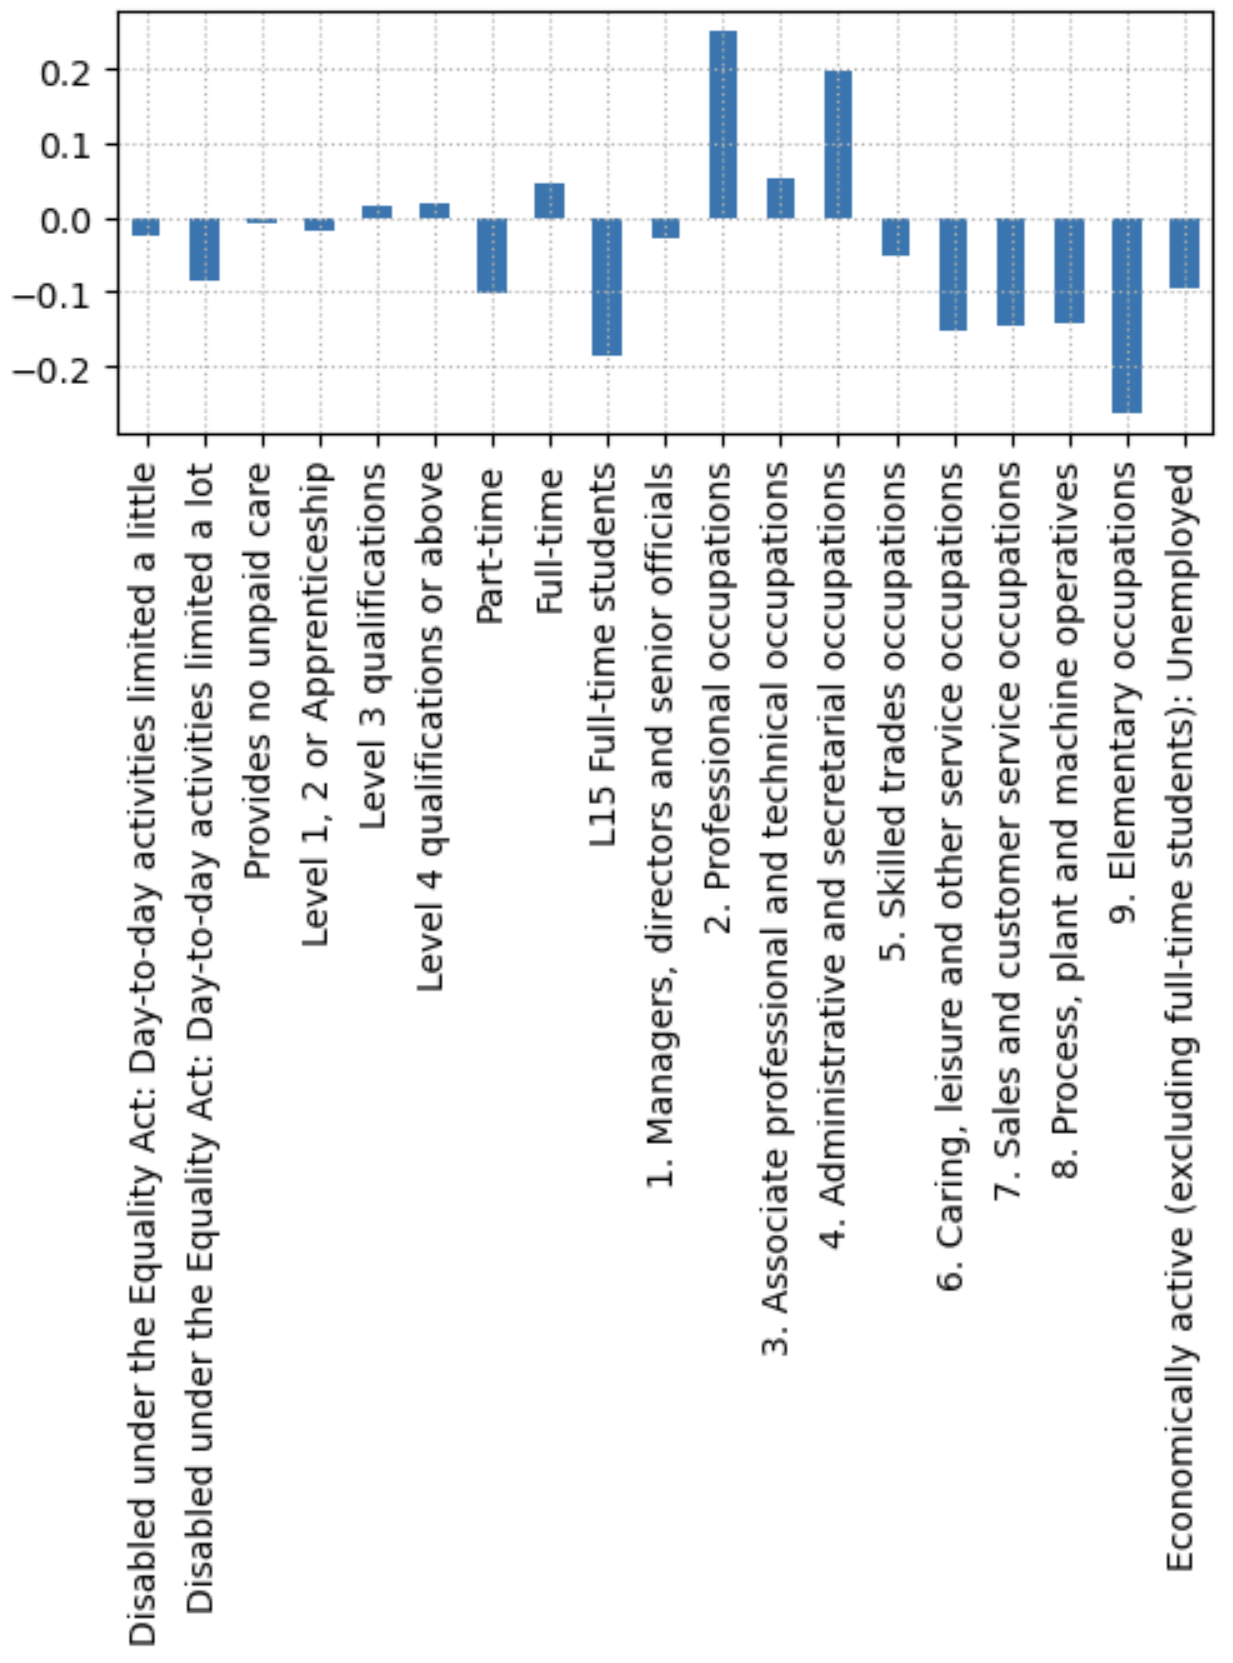 0.2
0.1
0.0
−0.1
−0.2
Disabled under the Equality Act: Day-to-day activities limited a little
Disabled under the Equality Act: Day-to-day activities limited a lot
Provides no unpaid care
Level 1, 2 or Apprenticeship
Level 3 qualifications
Level 4 qualifications or above
Part-time
Full-time
L15 Full-time students
1. Managers, directors and senior officials
2. Professional occupations
3. Associate professional and technical occupations
4. Administrative and secretarial occupations
5. Skilled trades occupations
6. Caring, leisure and other service occupations
7. Sales and customer service occupations
8. Process, plant and machine operatives
9. Elementary occupations
Economically active (excluding full-time students): Unemployed